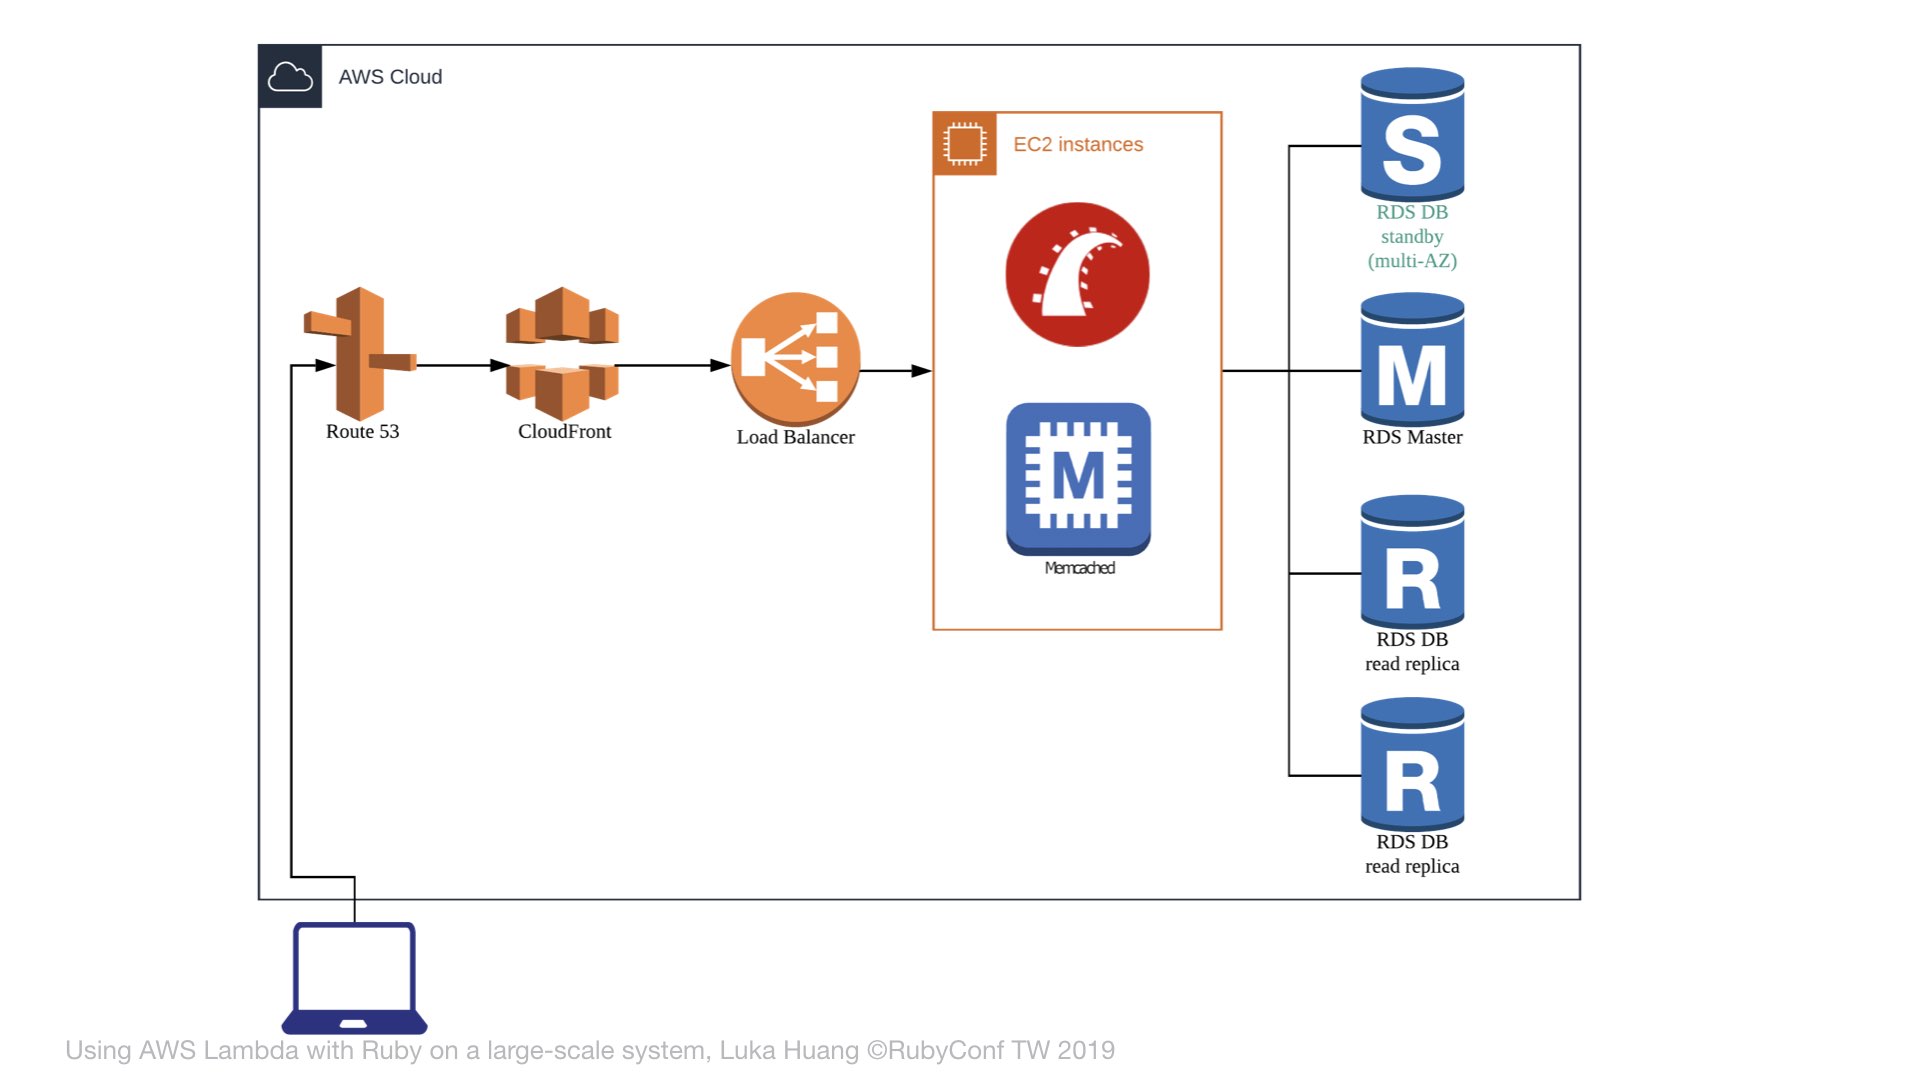 AWS Cloud
EC2 instances
S
RDS DB
standby
(multi-AZ)
Route 53
CloudFront
Load Balancer
M
RDS Master
M
Memcached
R
RDS DB
read replica
R
RDS DB
read replica
Using AWS Lambda with Ruby on a large-scale system, Luka Huang ©RubyConf TW 2019